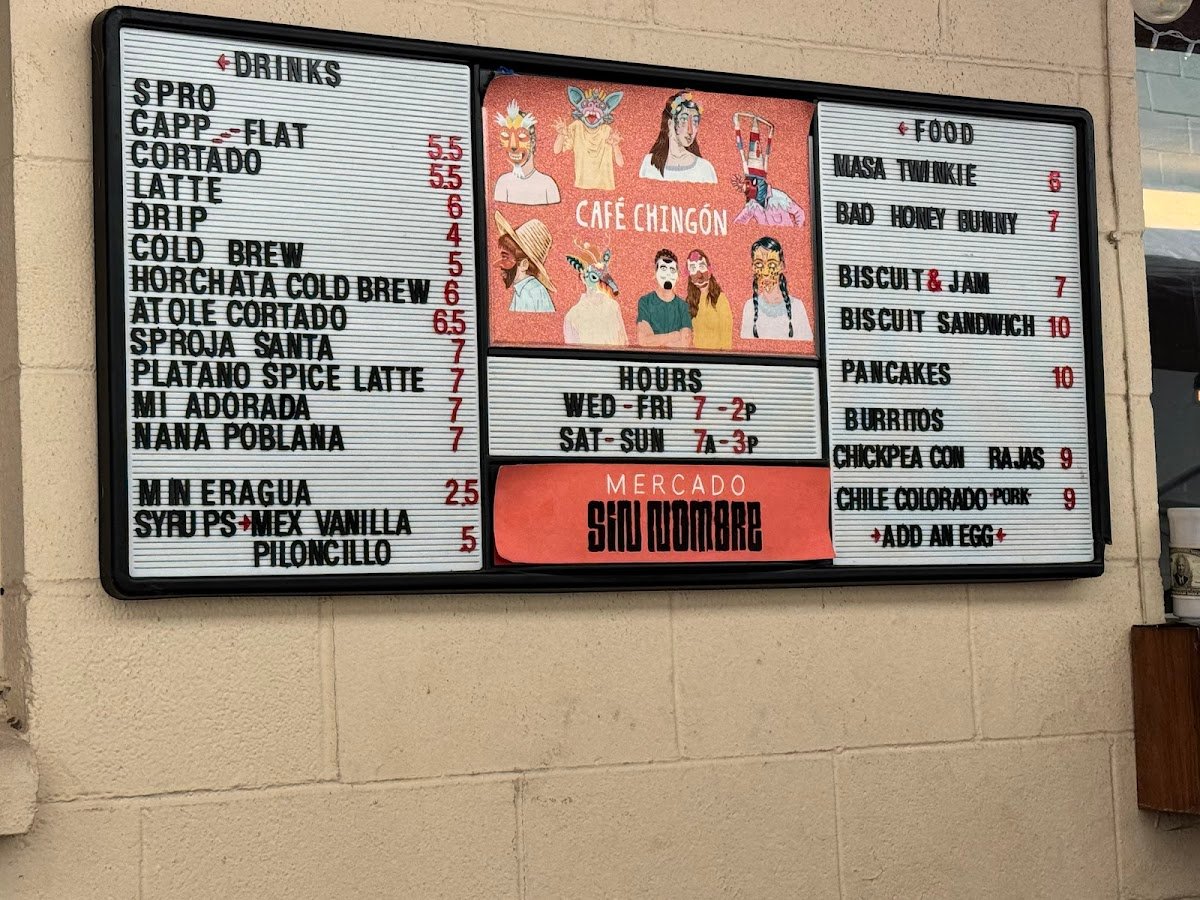 DRINKS
SPRO
CAPP -- FLAT 5.5
CORTADO 5.5
LATTE 6
DRIP 4
COLD BREW 5
HORCHATA COLD BREW 6
ATOLE CORTADO 6.5
SPROJA SANTA 7
PLATANO SPICE LATTE 7
MI ADORADA 7
NANA POBLANA 7
MINERAGUA 2.5
SYRUPS MEX VANILLA
PILONCILLO 5
CAFÉ CHINGÓN
HOURS
WED-FRI 7-2P
SAT-SUN 7A-3P
MERCADO
SIN NOMBRE
FOOD
MASA TWINKIE 6
BAD HONEY BUNNY 7
BISCUIT & JAM 7
BISCUIT SANDWICH 10
PANCAKES 10
BURRITOS
CHICKPEA CON RAJAS 9
CHILE COLORADO -PORK- 9
ADD AN EGG